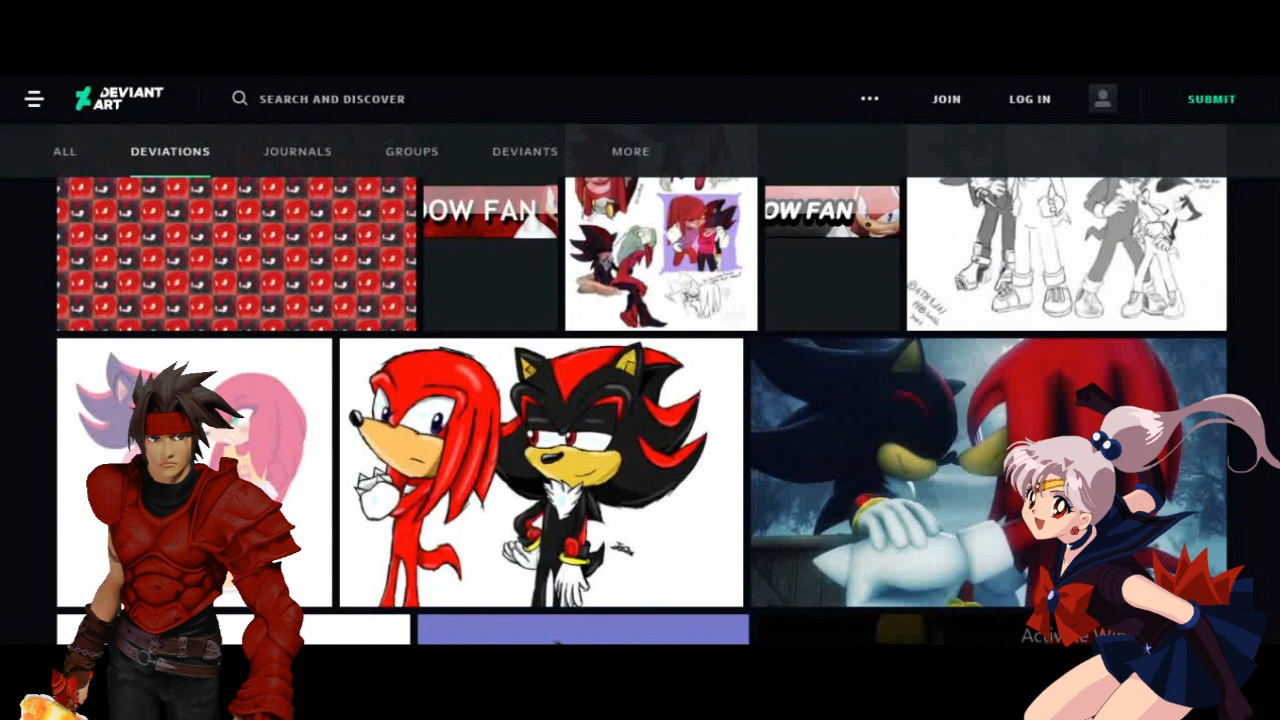 DEVIANT
ART
SEARCH AND DISCOVER
•••
JOIN
LOG IN
SUBMIT
ALL
DEVIATIONS
JOURNALS
GROUPS
DEVIANTS
MORE
OW FAN
OW FAN